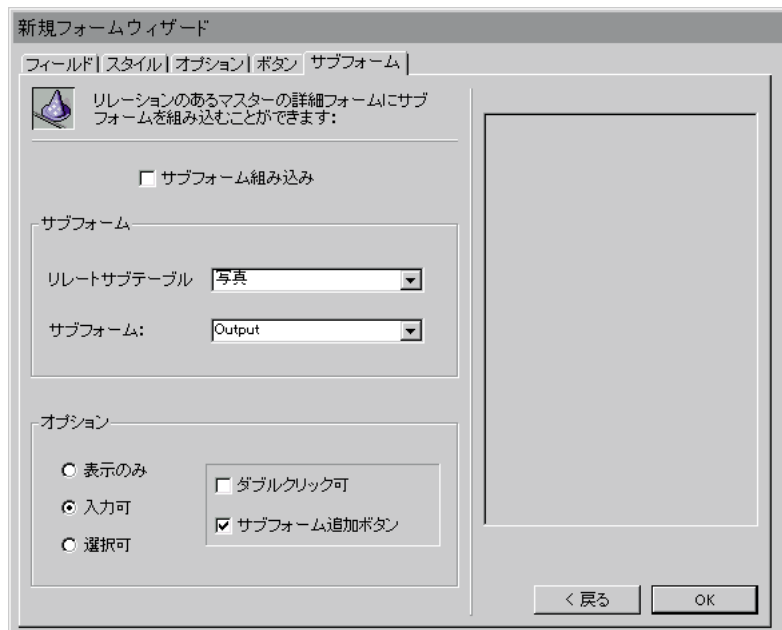 新規フォームウィザード
フィールド|スタイル|オプション|ボタン サブフォーム|
リレーションのあるマスターの詳細フォームにサブ
フォームを組み込むことができます:
サブフォーム組み込み
サブフォーム
リレートサブテーブル 写真
サブフォーム: Output
オプション
表示のみ
入力可
選択可
ダブルクリック可
サブフォーム追加ボタン
< 戻る OK